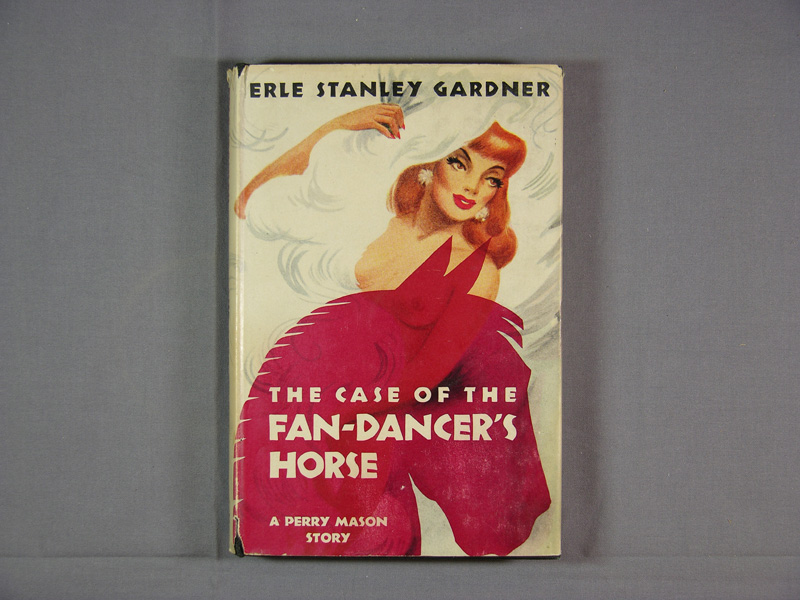 ERLE STANLEY GARDNER
THE CASE OF THE
FAN-DANCER'S
HORSE
A PERRY MASON
STORY